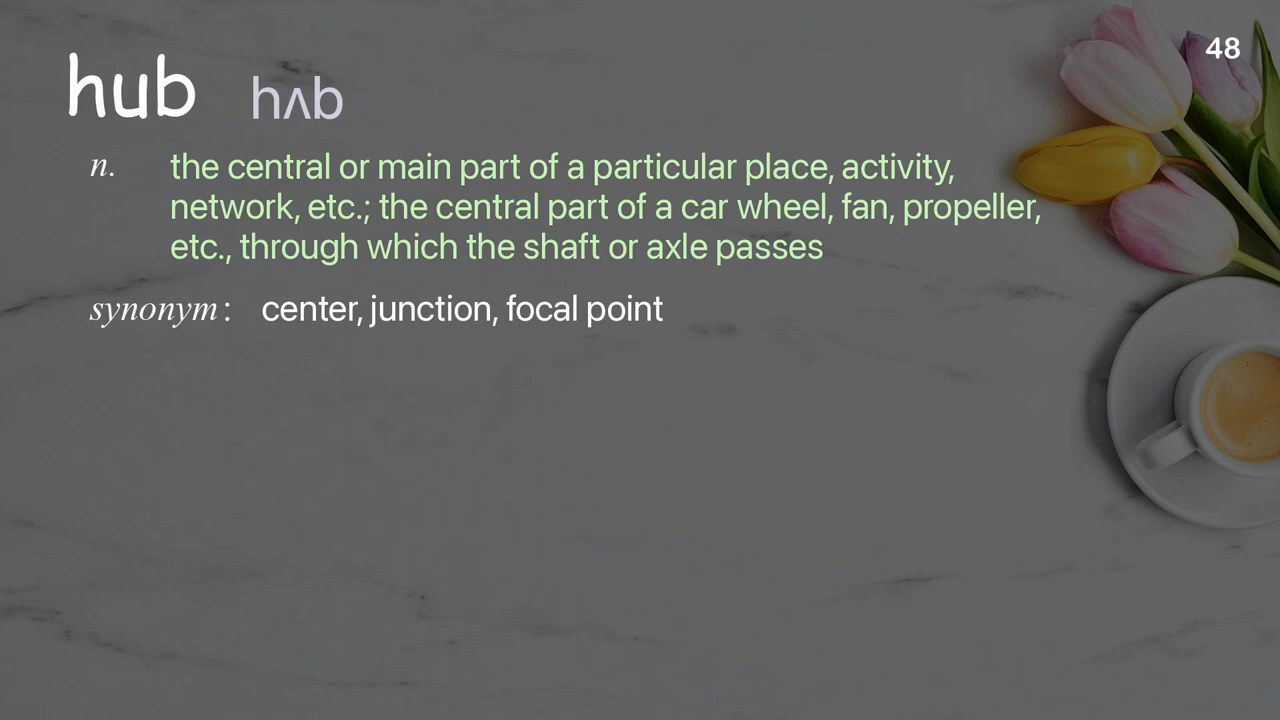 48
hub hʌb
n. the central or main part of a particular place, activity,
network, etc.; the central part of a car wheel, fan, propeller,
etc., through which the shaft or axle passes
synonym: center, junction, focal point